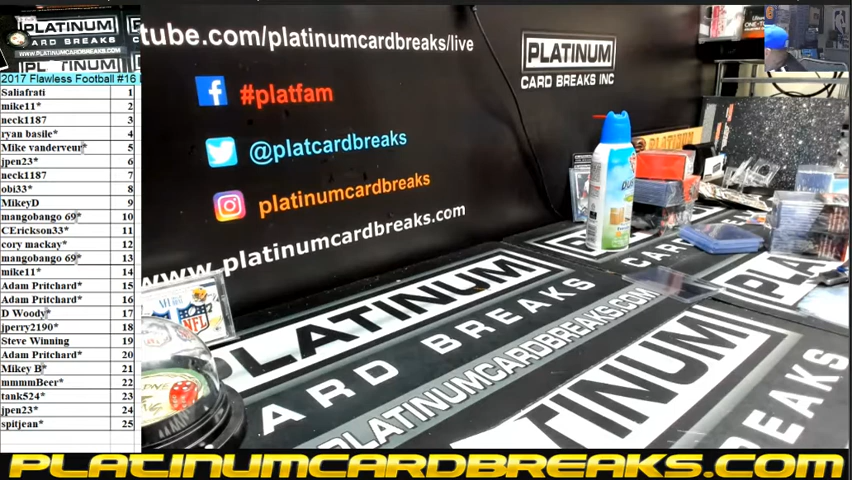 PLATINUM
CARD BREAKS
WWW.PLATINUMCARDBREAKS.COM
2017 Flawless Football #16
Saliafrati 1
mike11* 2
neck1187 3
ryan basile* 4
Mike vanderveur* 5
jpen23* 6
neck1187 7
obi33* 8
MikeyD 9
mangobango 69* 10
CErickson33* 11
cory mackay* 12
mangobango 69* 13
mike11* 14
Adam Pritchard* 15
Adam Pritchard* 16
D Woody* 17
jperry2190* 18
Steve Winning 19
Adam Pritchard* 20
Mikey B* 21
mmmmBeer* 22
tank524* 23
jpen23* 24
spitjean* 25
tube.com/platinumcardbreaks/live
#platfam
@platcardbreaks
platinumcardbreaks
www.platinumcardbreaks.com
PLATINUM
CARD BREAKS INC
PLATINUM
NFL
PLATINUM
CARD BREAKS
PLATINUMCARDBREAKS.COM
CARD
PLA
TINUM
BREAKS
PLATINUMCARDBREAKS.COM